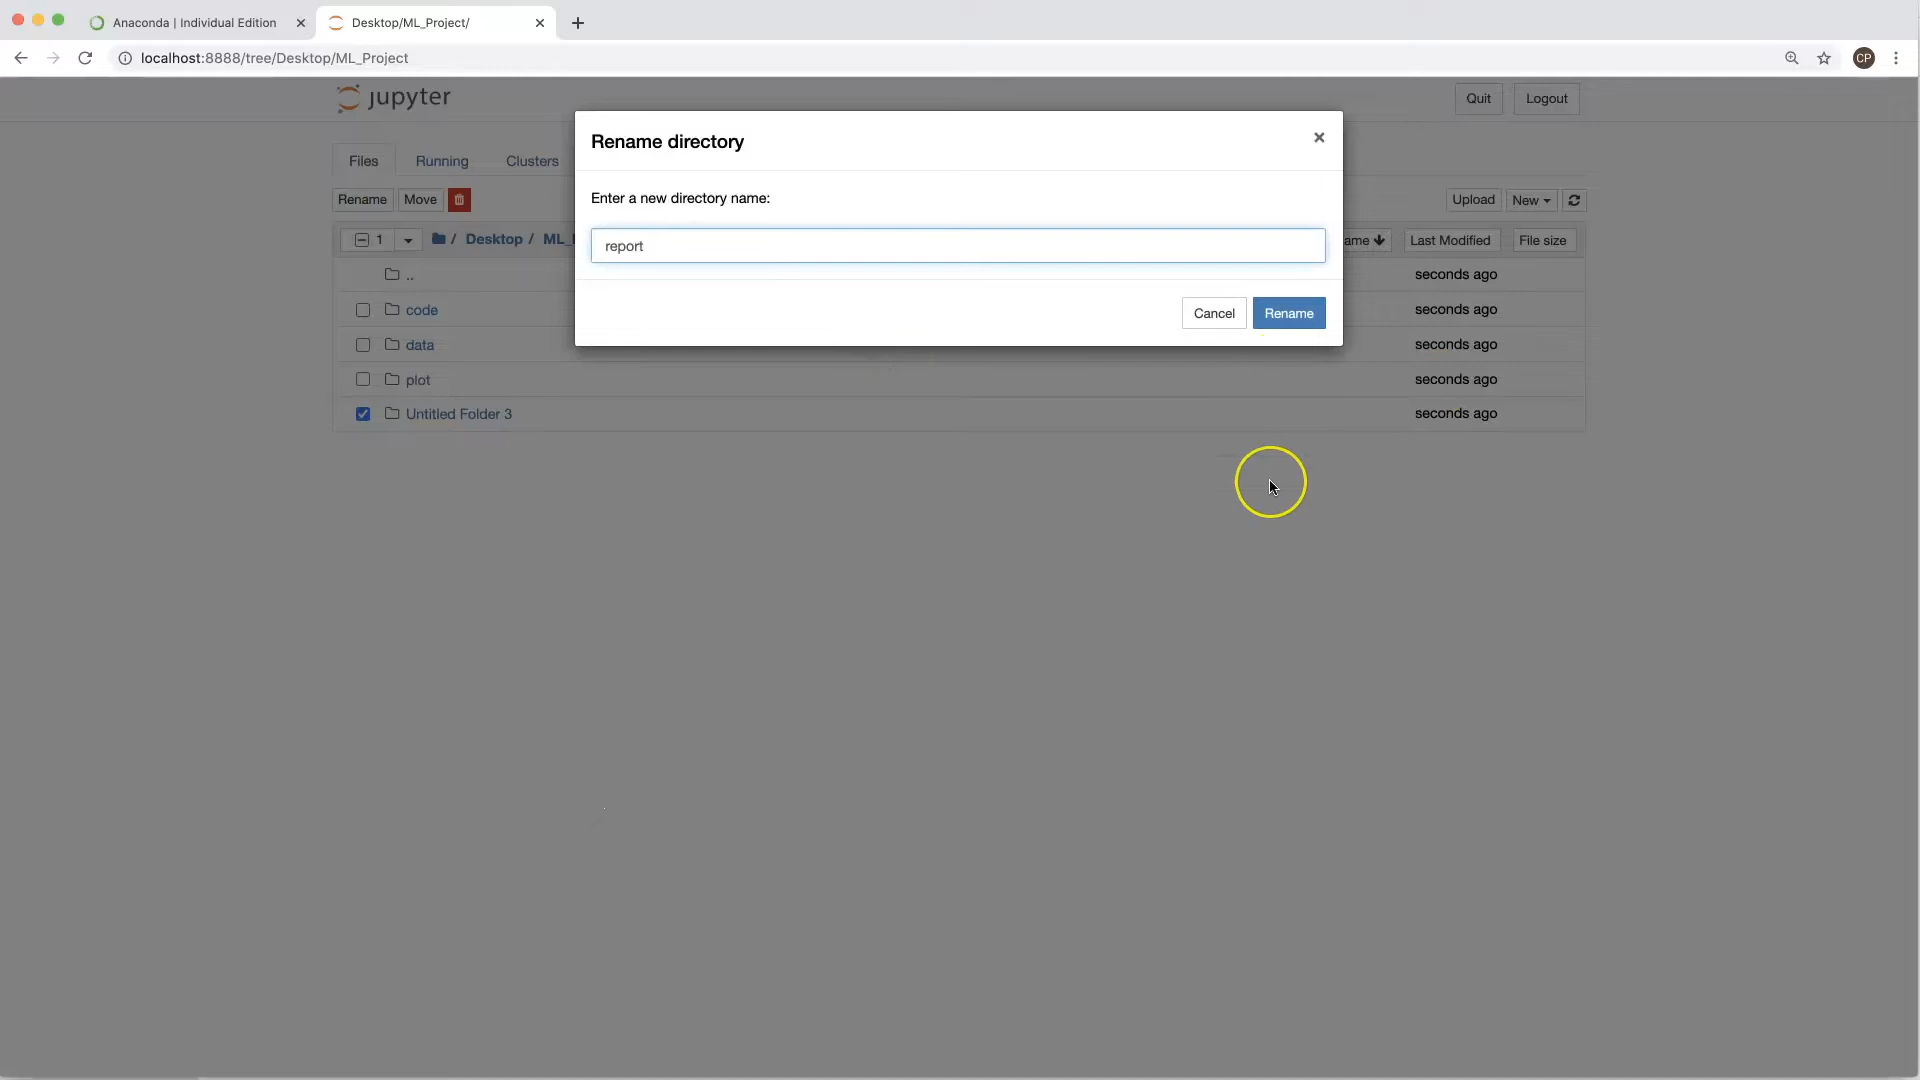 Anaconda | Individual Edition
Desktop/ML_Project/
localhost:8888/tree/Desktop/ML_Project
CP
jupyter
Quit
Logout
Rename directory
Files
Running
Clusters
Enter a new directory name:
Rename
Move
Upload
New
report
1
/ Desktop / ML_
ame
Last Modified
File size
..
seconds ago
code
seconds ago
Cancel
Rename
data
seconds ago
plot
seconds ago
Untitled Folder 3
seconds ago